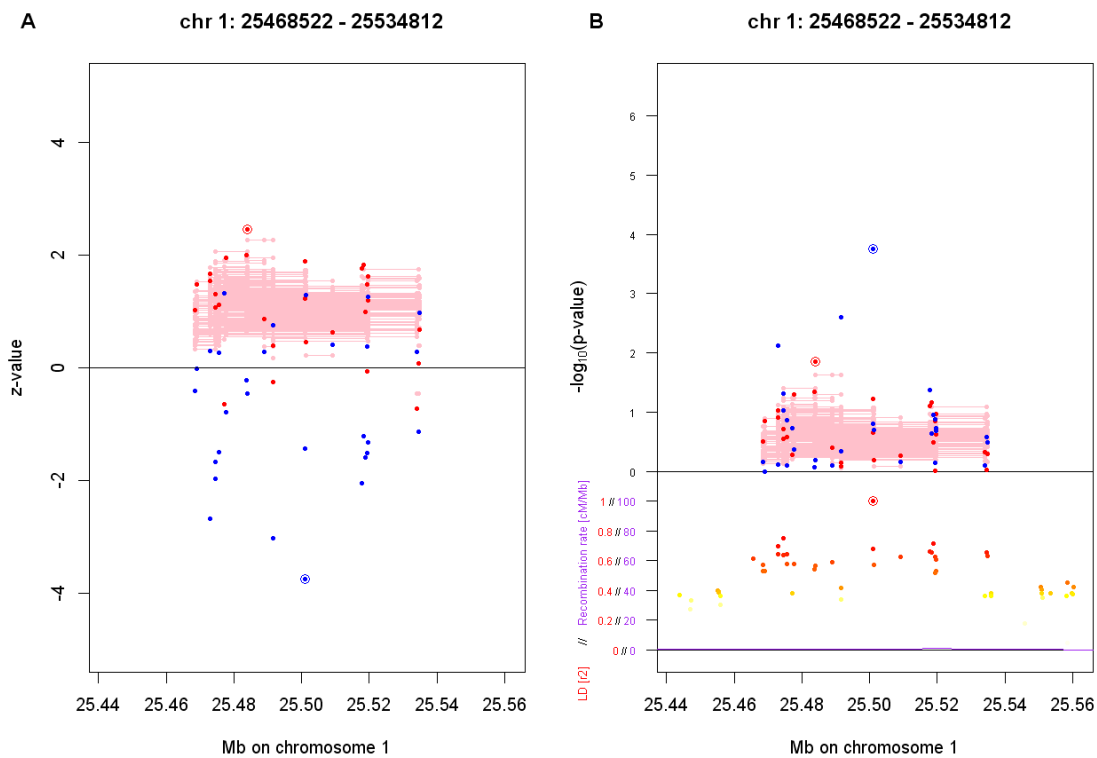 A
chr 1: 25468522 - 25534812
z-value
4
2
0
-2
-4
25.44 25.46 25.48 25.50 25.52 25.54 25.56
Mb on chromosome 1
B
chr 1: 25468522 - 25534812
-log10(p-value)
6
5
4
3
2
1
0
LD [r2] // Recombination rate [cM/Mb]
1 // 100
0.8 // 80
0.6 // 60
0.4 // 40
0.2 // 20
0 // 0
25.44 25.46 25.48 25.50 25.52 25.54 25.56
Mb on chromosome 1